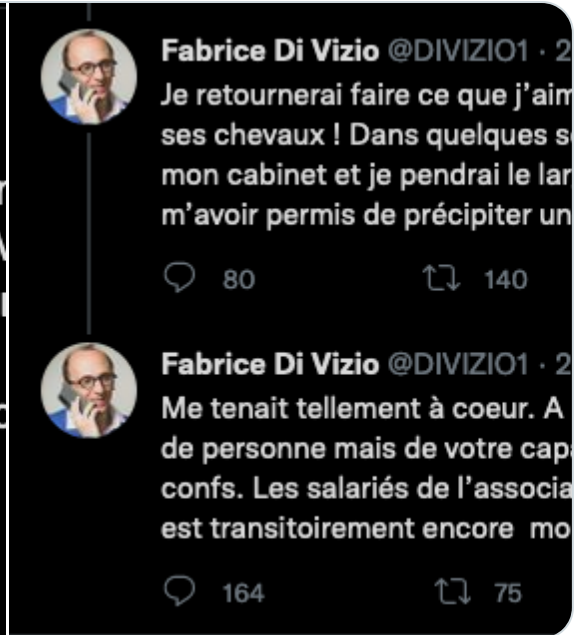 Fabrice Di Vizio @DIVIZIO1 · 2
Je retournerai faire ce que j'aim
ses chevaux ! Dans quelques s
mon cabinet et je pendrai le lar
m'avoir permis de précipiter un
80 140
Fabrice Di Vizio @DIVIZIO1 · 2
Me tenait tellement à coeur. A
de personne mais de votre capa
confs. Les salariés de l'associa
est transitoirement encore mo
164 75